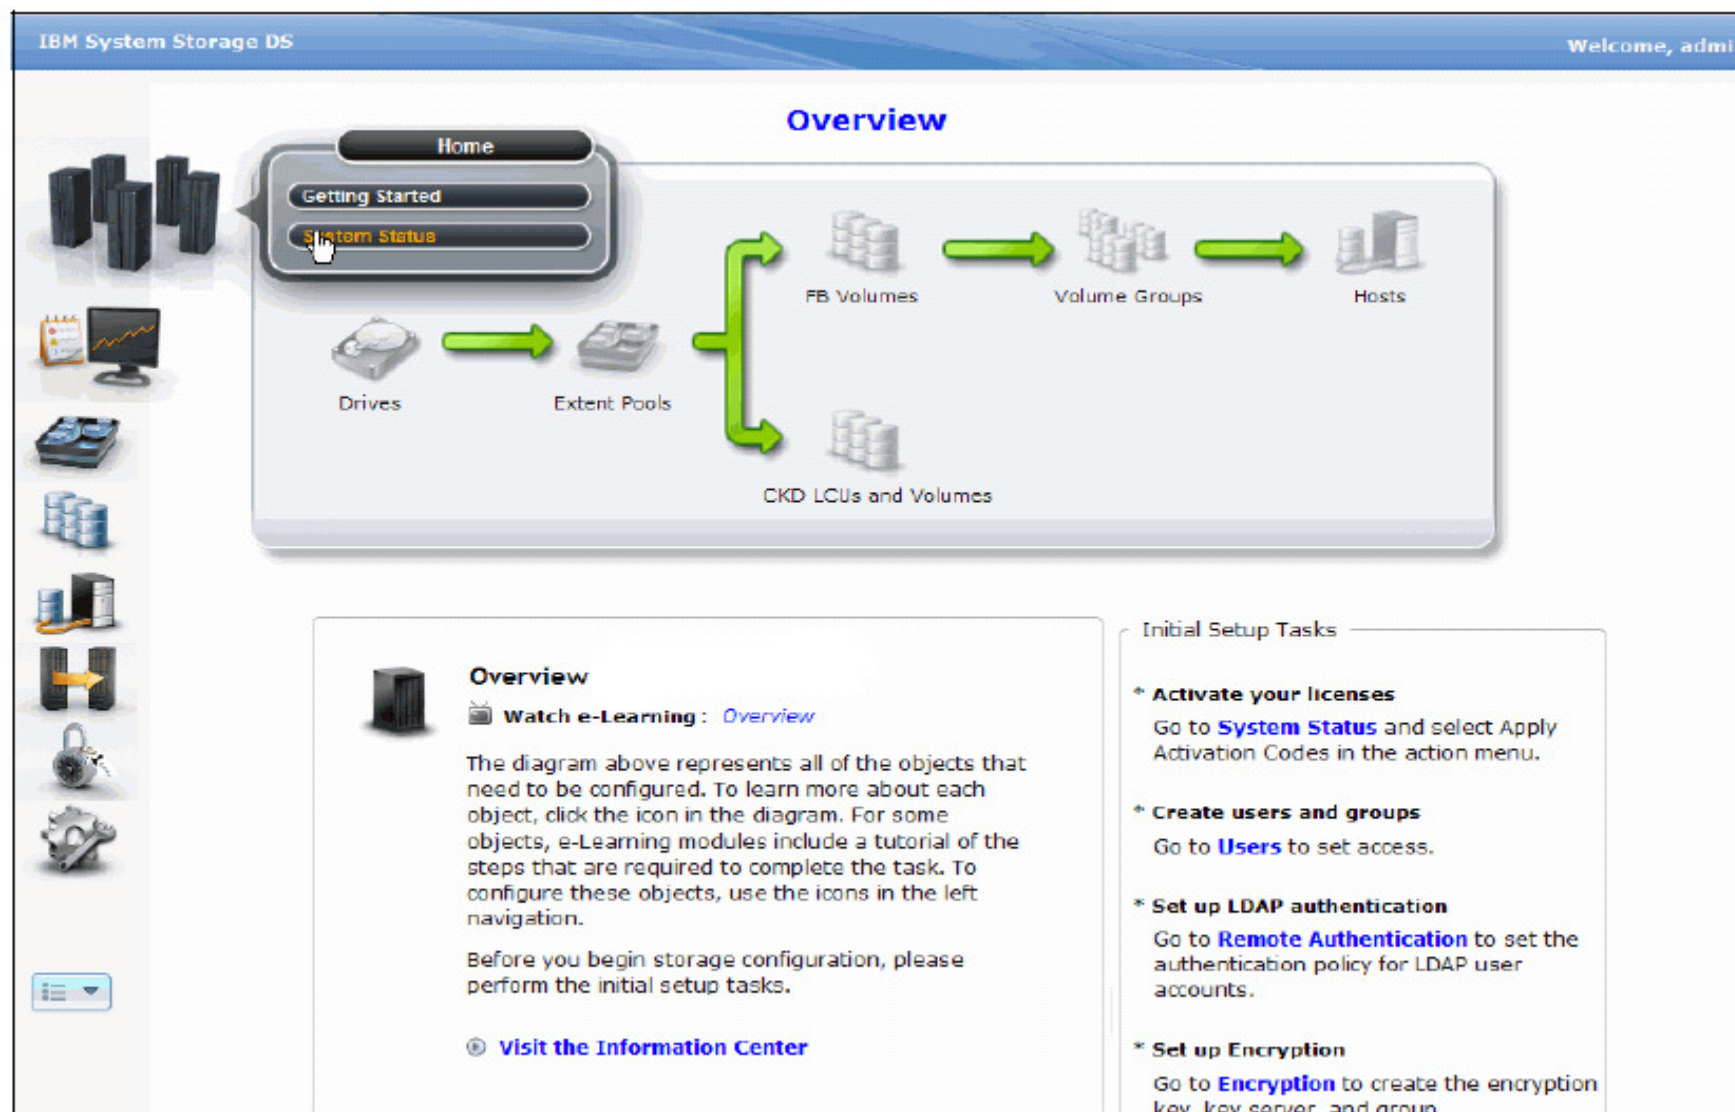 IBM System Storage DS
Welcome, admi
Overview
Home
Getting Started
System Status
FB Volumes
Volume Groups
Hosts
Drives
Extent Pools
CKD LCUs and Volumes
Overview
Watch e-Learning : Overview
The diagram above represents all of the objects that
need to be configured. To learn more about each
object, click the icon in the diagram. For some
objects, e-Learning modules include a tutorial of the
steps that are required to complete the task. To
configure these objects, use the icons in the left
navigation.
Before you begin storage configuration, please
perform the initial setup tasks.
Visit the Information Center
Initial Setup Tasks
* Activate your licenses
Go to System Status and select Apply
Activation Codes in the action menu.
* Create users and groups
Go to Users to set access.
* Set up LDAP authentication
Go to Remote Authentication to set the
authentication policy for LDAP user
accounts.
* Set up Encryption
Go to Encryption to create the encryption
key, key server, and group